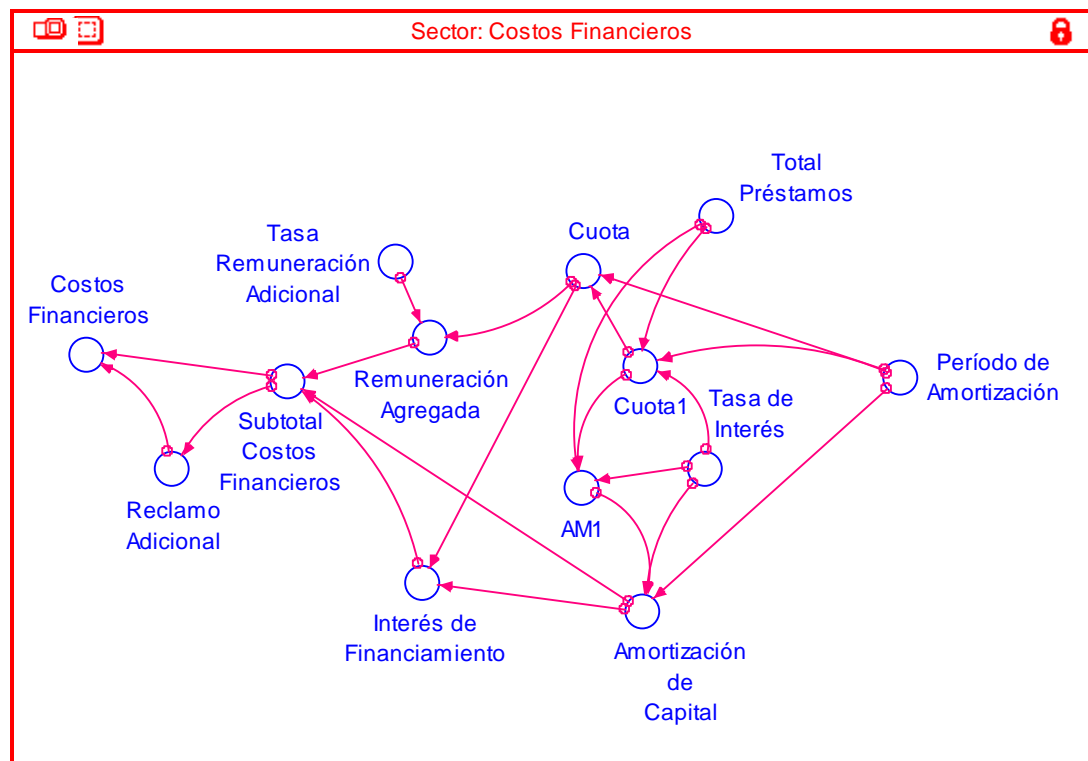 Sector: Costos Financieros
Total
Préstamos
Cuota
Tasa
Remuneración
Adicional
Costos
Financieros
Período de
Amortización
Remuneración
Agregada
Cuota1
Tasa de
Interés
Subtotal
Costos
Financieros
Reclamo
Adicional
AM1
Interés de
Financiamiento
Amortización
de
Capital